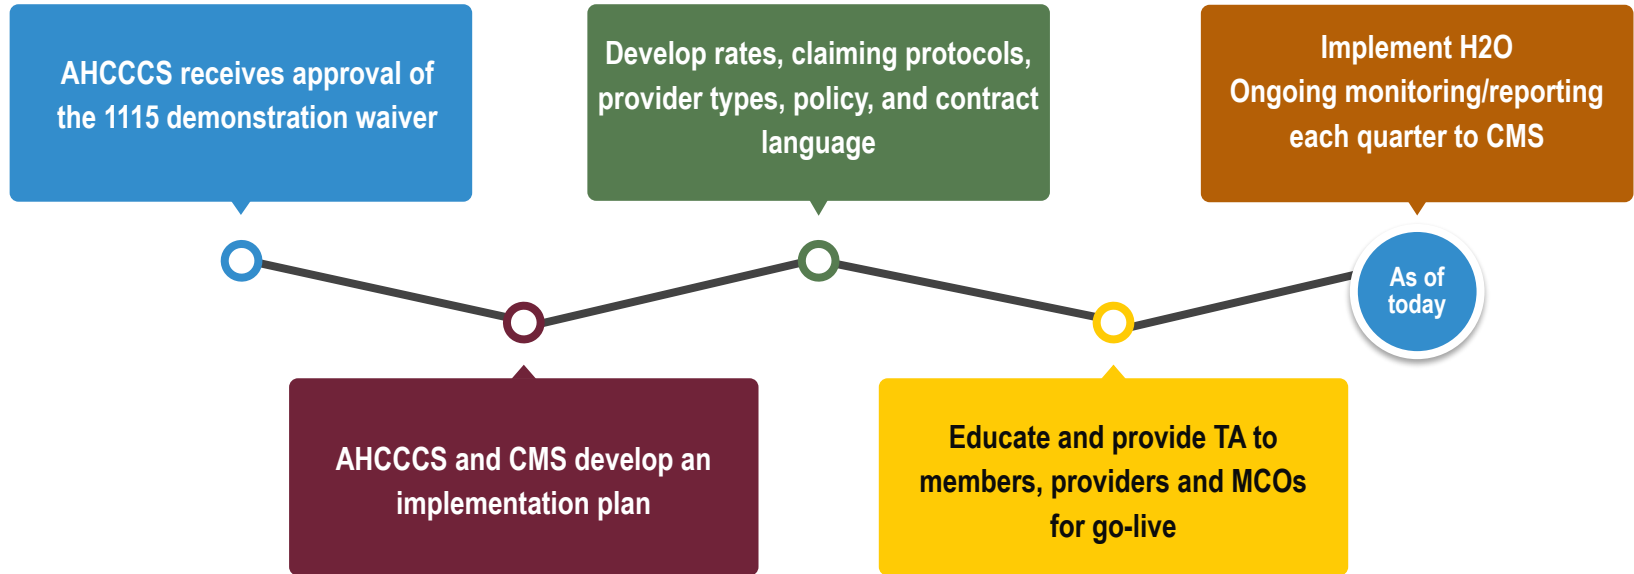 AHCCCS receives approval of
the 1115 demonstration waiver
AHCCCS and CMS develop an
implementation plan
Develop rates, claiming protocols,
provider types, policy, and contract
language
Educate and provide TA to
members, providers and MCOs
for go-live
Implement H2O
Ongoing monitoring/reporting
each quarter to CMS
As of
today